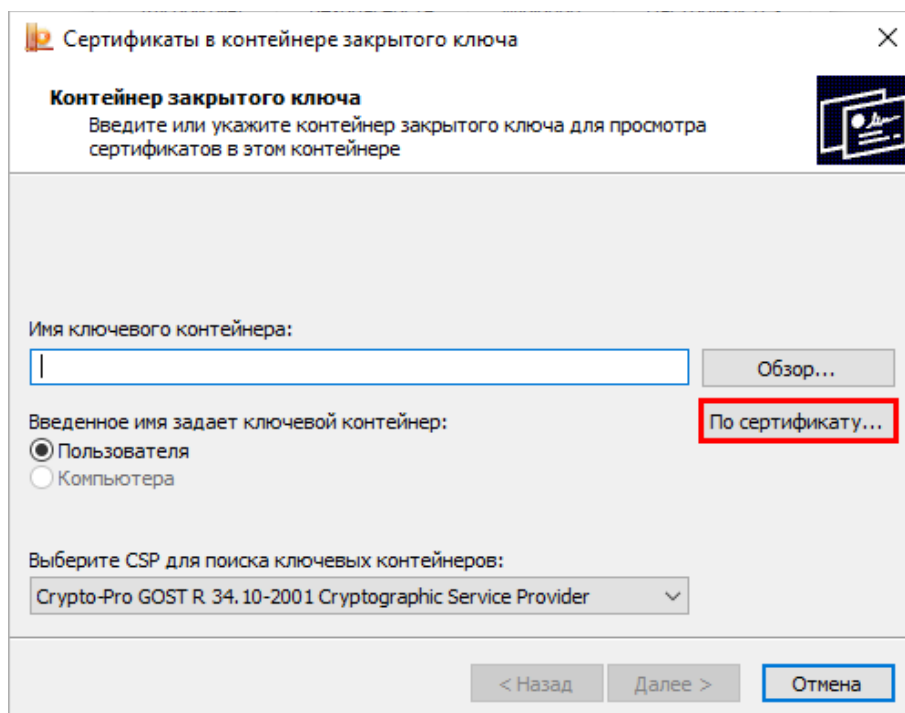 Сертификаты в контейнере закрытого ключа
Контейнер закрытого ключа
Введите или укажите контейнер закрытого ключа для просмотра
сертификатов в этом контейнере
Имя ключевого контейнера:
Обзор...
Введенное имя задает ключевой контейнер:
По сертификату...
Пользователя
Компьютера
Выберите CSP для поиска ключевых контейнеров:
Crypto-Pro GOST R 34.10-2001 Cryptographic Service Provider
< Назад
Далее >
Отмена